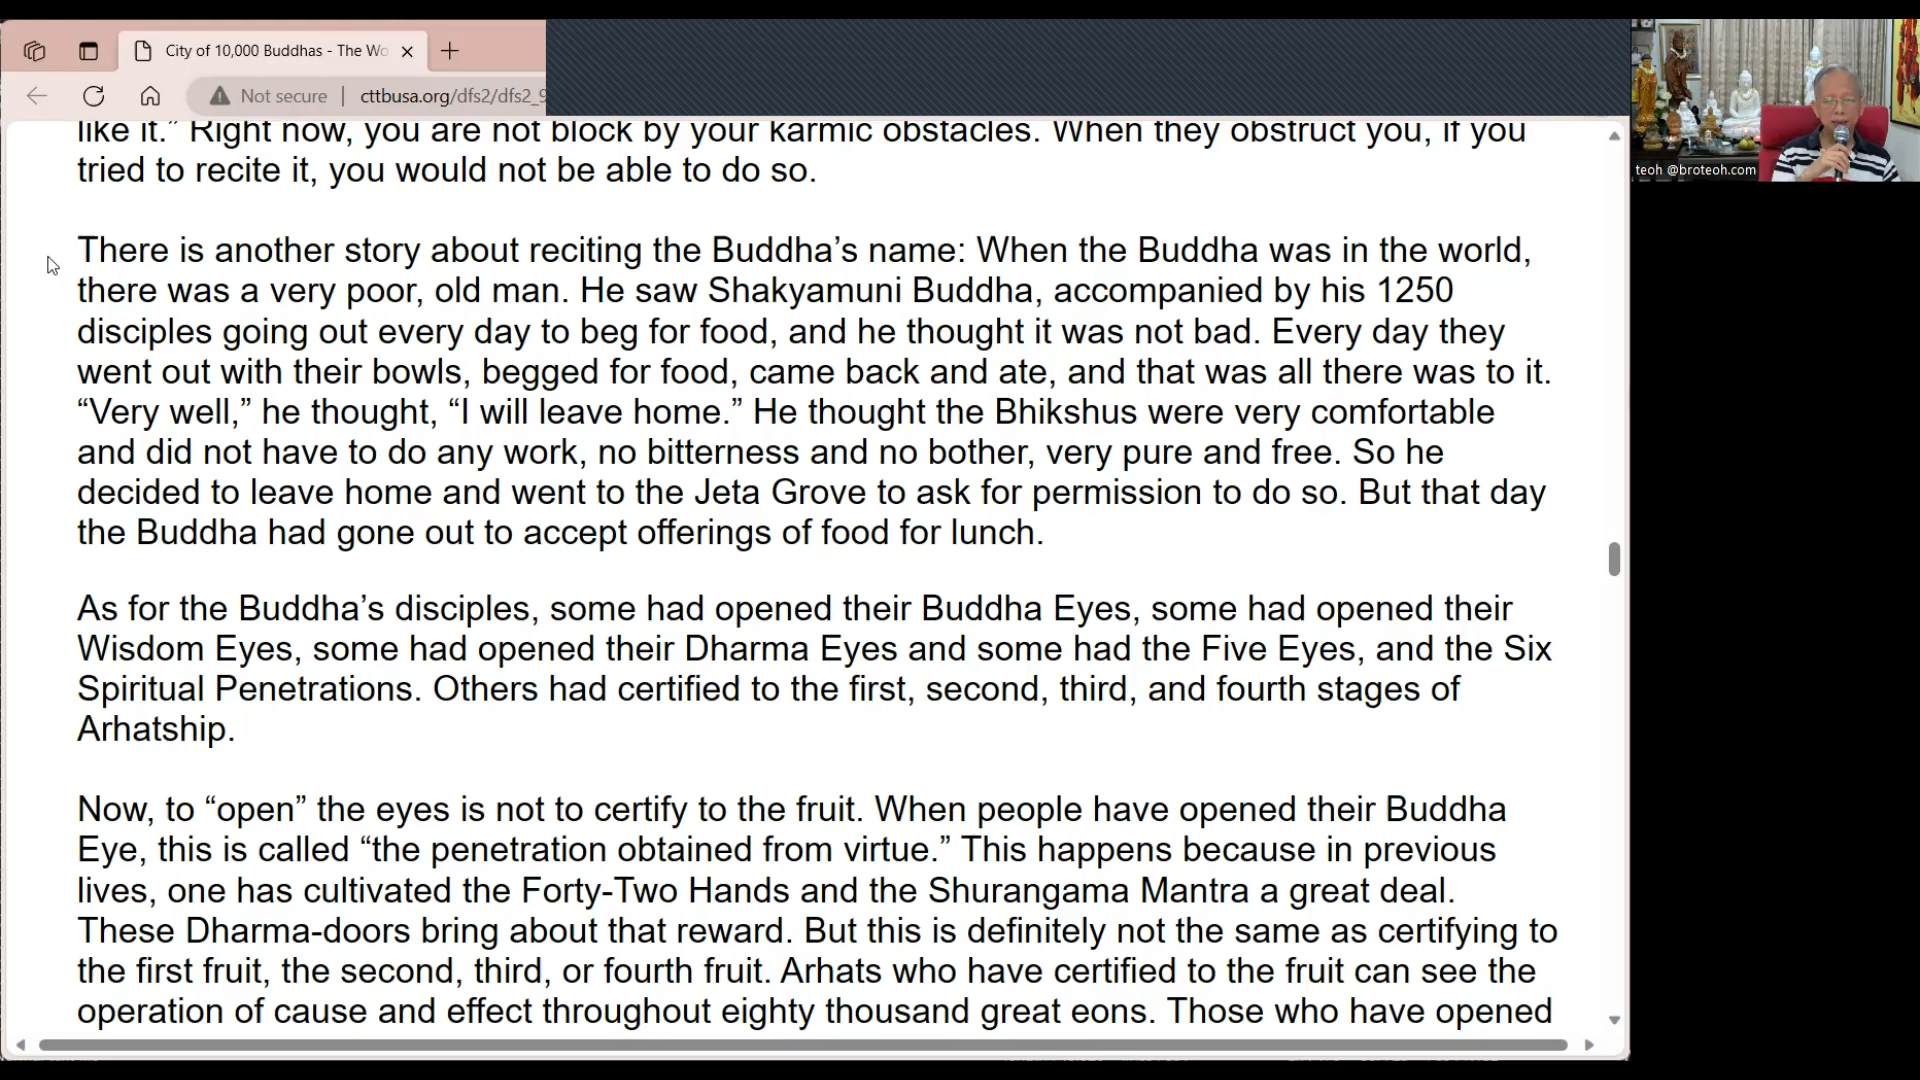 City of 10,000 Buddhas - The Wo
Not secure | cttbusa.org/dfs2/dfs2_9
teoh @broteoh.com
like it.” Right now, you are not block by your karmic obstacles. When they obstruct you, if you
tried to recite it, you would not be able to do so.
There is another story about reciting the Buddha’s name: When the Buddha was in the world,
there was a very poor, old man. He saw Shakyamuni Buddha, accompanied by his 1250
disciples going out every day to beg for food, and he thought it was not bad. Every day they
went out with their bowls, begged for food, came back and ate, and that was all there was to it.
“Very well,” he thought, “I will leave home.” He thought the Bhikshus were very comfortable
and did not have to do any work, no bitterness and no bother, very pure and free. So he
decided to leave home and went to the Jeta Grove to ask for permission to do so. But that day
the Buddha had gone out to accept offerings of food for lunch.
As for the Buddha’s disciples, some had opened their Buddha Eyes, some had opened their
Wisdom Eyes, some had opened their Dharma Eyes and some had the Five Eyes, and the Six
Spiritual Penetrations. Others had certified to the first, second, third, and fourth stages of
Arhatship.
Now, to “open” the eyes is not to certify to the fruit. When people have opened their Buddha
Eye, this is called “the penetration obtained from virtue.” This happens because in previous
lives, one has cultivated the Forty-Two Hands and the Shurangama Mantra a great deal.
These Dharma-doors bring about that reward. But this is definitely not the same as certifying to
the first fruit, the second, third, or fourth fruit. Arhats who have certified to the fruit can see the
operation of cause and effect throughout eighty thousand great eons. Those who have opened